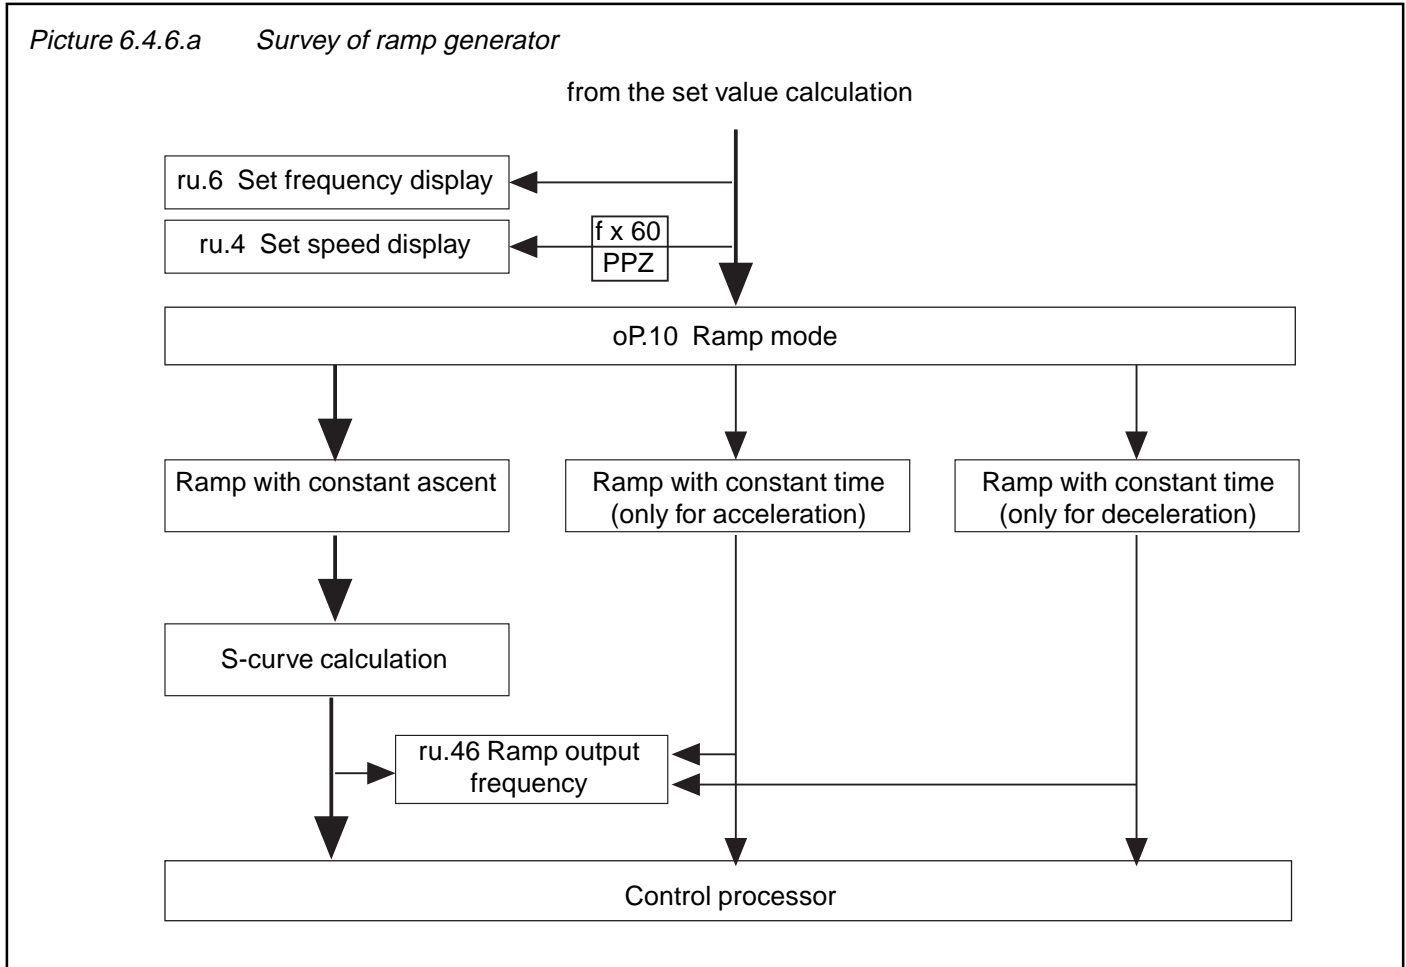 Picture 6.4.6.a Survey of ramp generator
from the set value calculation
ru.6 Set frequency display
ru.4 Set speed display
f x 60
PPZ
oP.10 Ramp mode
Ramp with constant ascent
Ramp with constant time
(only for acceleration)
Ramp with constant time
(only for deceleration)
S-curve calculation
ru.46 Ramp output
frequency
Control processor